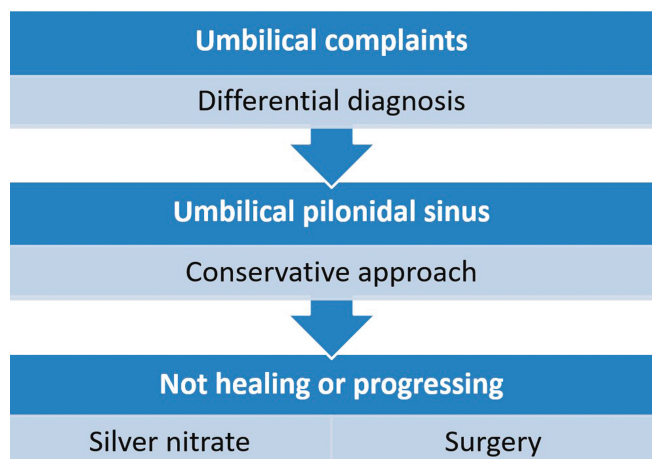 Umbilical complaints
Differential diagnosis
Umbilical pilonidal sinus
Conservative approach
Not healing or progressing
Silver nitrate
Surgery